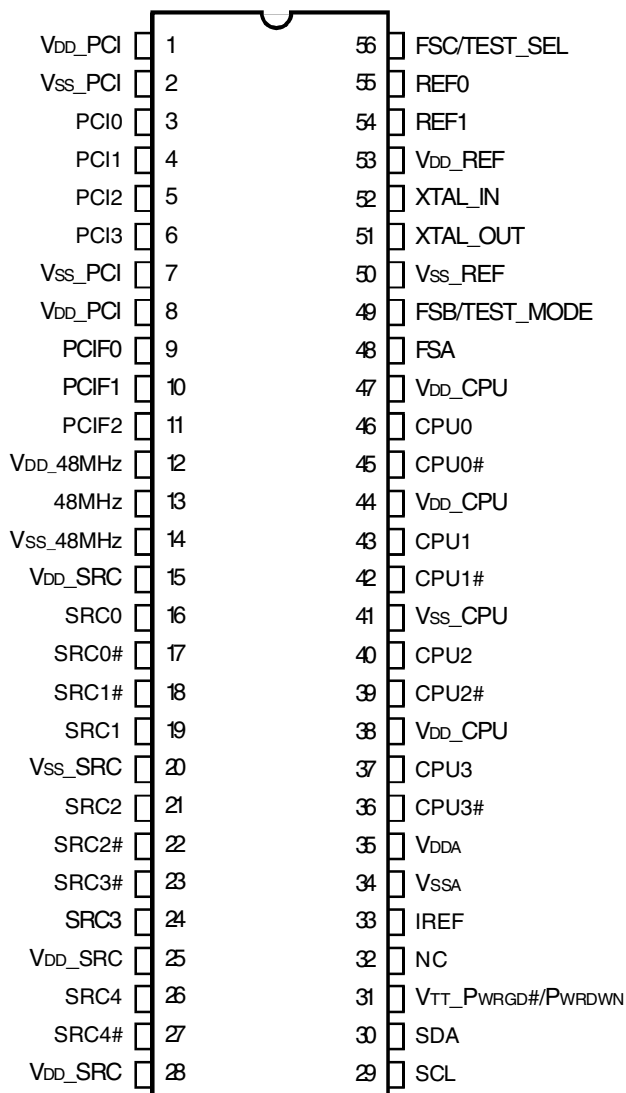 VDD_PCI 1 56 FSC/TEST_SEL
VSS_PCI 2 55 REF0
PCI0 3 54 REF1
PCI1 4 53 VDD_REF
PCI2 5 52 XTAL_IN
PCI3 6 51 XTAL_OUT
VSS_PCI 7 50 VSS_REF
VDD_PCI 8 49 FSB/TEST_MODE
PCIF0 9 48 FSA
PCIF1 10 47 VDD_CPU
PCIF2 11 46 CPU0
VDD_48MHz 12 45 CPU0#
48MHz 13 44 VDD_CPU
VSS_48MHz 14 43 CPU1
VDD_SRC 15 42 CPU1#
SRC0 16 41 VSS_CPU
SRC0# 17 40 CPU2
SRC1# 18 39 CPU2#
SRC1 19 38 VDD_CPU
VSS_SRC 20 37 CPU3
SRC2 21 36 CPU3#
SRC2# 22 35 VDDA
SRC3# 23 34 VSSA
SRC3 24 33 IREF
VDD_SRC 25 32 NC
SRC4 26 31 VTT_PWRGD#/PWRDWN
SRC4# 27 30 SDA
VDD_SRC 28 29 SCL